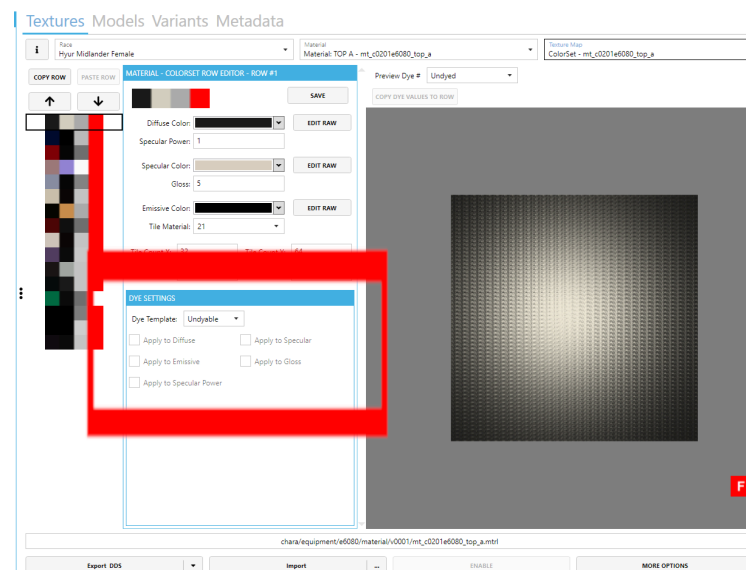 Textures Models Variants Metadata
i
Race
Hyur Midlander Female
Material
Material: TOP A - mt_c0201e6080_top_a
Texture Map
ColorSet - mt_c0201e6080_top_a
COPY ROW PASTE ROW
MATERIAL - COLORSET ROW EDITOR - ROW #1
Preview Dye # Undyed
SAVE
COPY DYE VALUES TO ROW
Diffuse Color: EDIT RAW
Specular Power: 1
Specular Color: EDIT RAW
Gloss: 5
Emissive Color: EDIT RAW
Tile Material: 21
DYE SETTINGS
Dye Template: Undyable
Apply to Diffuse Apply to Specular
Apply to Emissive Apply to Gloss
Apply to Specular Power
F
chara/equipment/e6080/material/v0001/mt_c0201e6080_top_a.mtrl
Export DDS Import ... ENABLE MORE OPTIONS